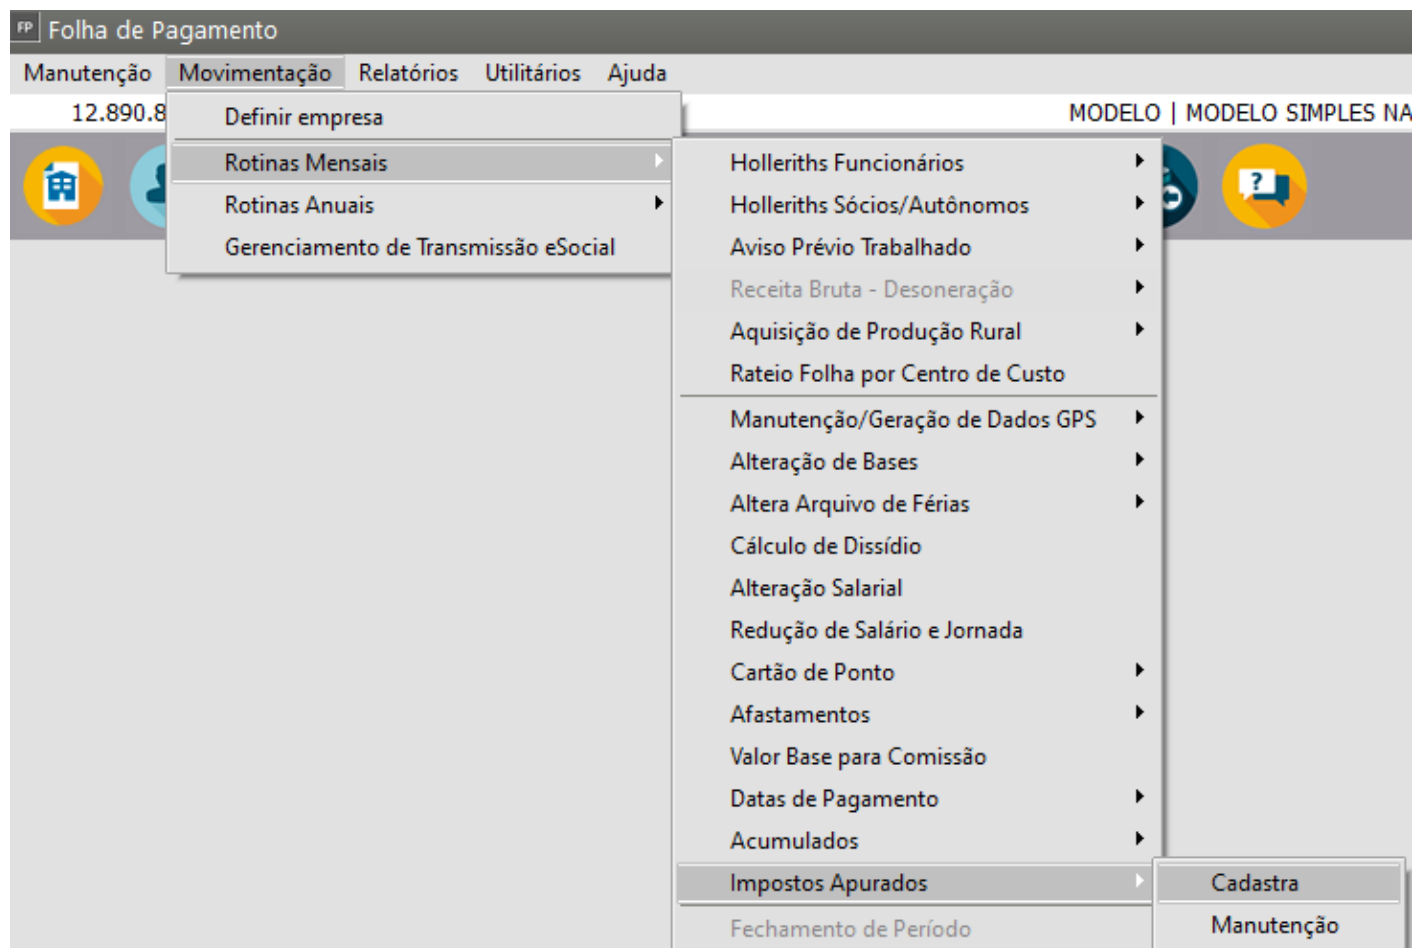 FP Folha de Pagamento
Manutenção Movimentação Relatórios Utilitários Ajuda
12.890.8 MODELO | MODELO SIMPLES NA
Definir empresa
Rotinas Mensais
Rotinas Anuais
Gerenciamento de Transmissão eSocial
Holleriths Funcionários
Holleriths Sócios/Autônomos
Aviso Prévio Trabalhado
Receita Bruta - Desoneração
Aquisição de Produção Rural
Rateio Folha por Centro de Custo
Manutenção/Geração de Dados GPS
Alteração de Bases
Altera Arquivo de Férias
Cálculo de Dissídio
Alteração Salarial
Redução de Salário e Jornada
Cartão de Ponto
Afastamentos
Valor Base para Comissão
Datas de Pagamento
Acumulados
Impostos Apurados
Fechamento de Período
Cadastra
Manutenção